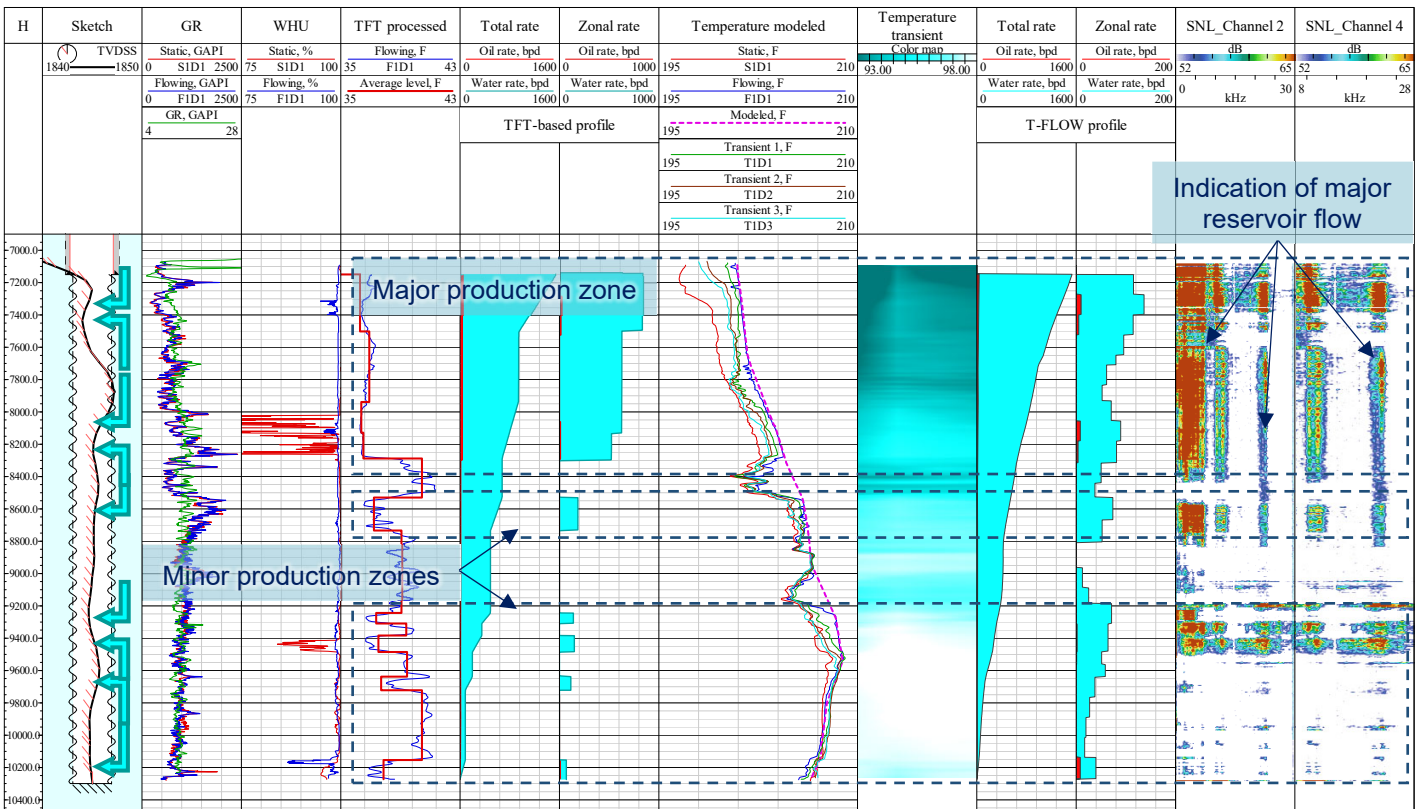 H
Sketch
GR
WHU
TFT processed
Total rate
Zonal rate
Temperature modeled
Temperature
transient
Total rate
Zonal rate
SNL_Channel 2
SNL_Channel 4
TVDSS
1840 1850
Static, GAPI
0 S1D1 2500
Flowing, GAPI
0 F1D1 2500
GR, GAPI
4 28
Static, %
75 S1D1 100
Flowing, %
75 F1D1 100
Flowing, F
35 F1D1 43
Average level, F
35 43
Oil rate, bpd
0 1600
Water rate, bpd
0 1600
Oil rate, bpd
0 1000
Water rate, bpd
0 1000
TFT-based profile
Static, F
195 S1D1 210
Flowing, F
195 F1D1 210
Modeled, F
195 210
Transient 1, F
195 T1D1 210
Transient 2, F
195 T1D2 210
Transient 3, F
195 T1D3 210
Color map
93.00 98.00
Oil rate, bpd
0 1600
Water rate, bpd
0 1600
Oil rate, bpd
0 200
Water rate, bpd
0 200
T-FLOW profile
dB
52 65
0 30
kHz
dB
52 65
8 28
kHz
Indication of major
reservoir flow
Major production zone
Minor production zones
7000.0
7200.0
7400.0
7600.0
7800.0
8000.0
8200.0
8400.0
8600.0
8800.0
9000.0
9200.0
9400.0
9600.0
9800.0
10000.0
10200.0
10400.0